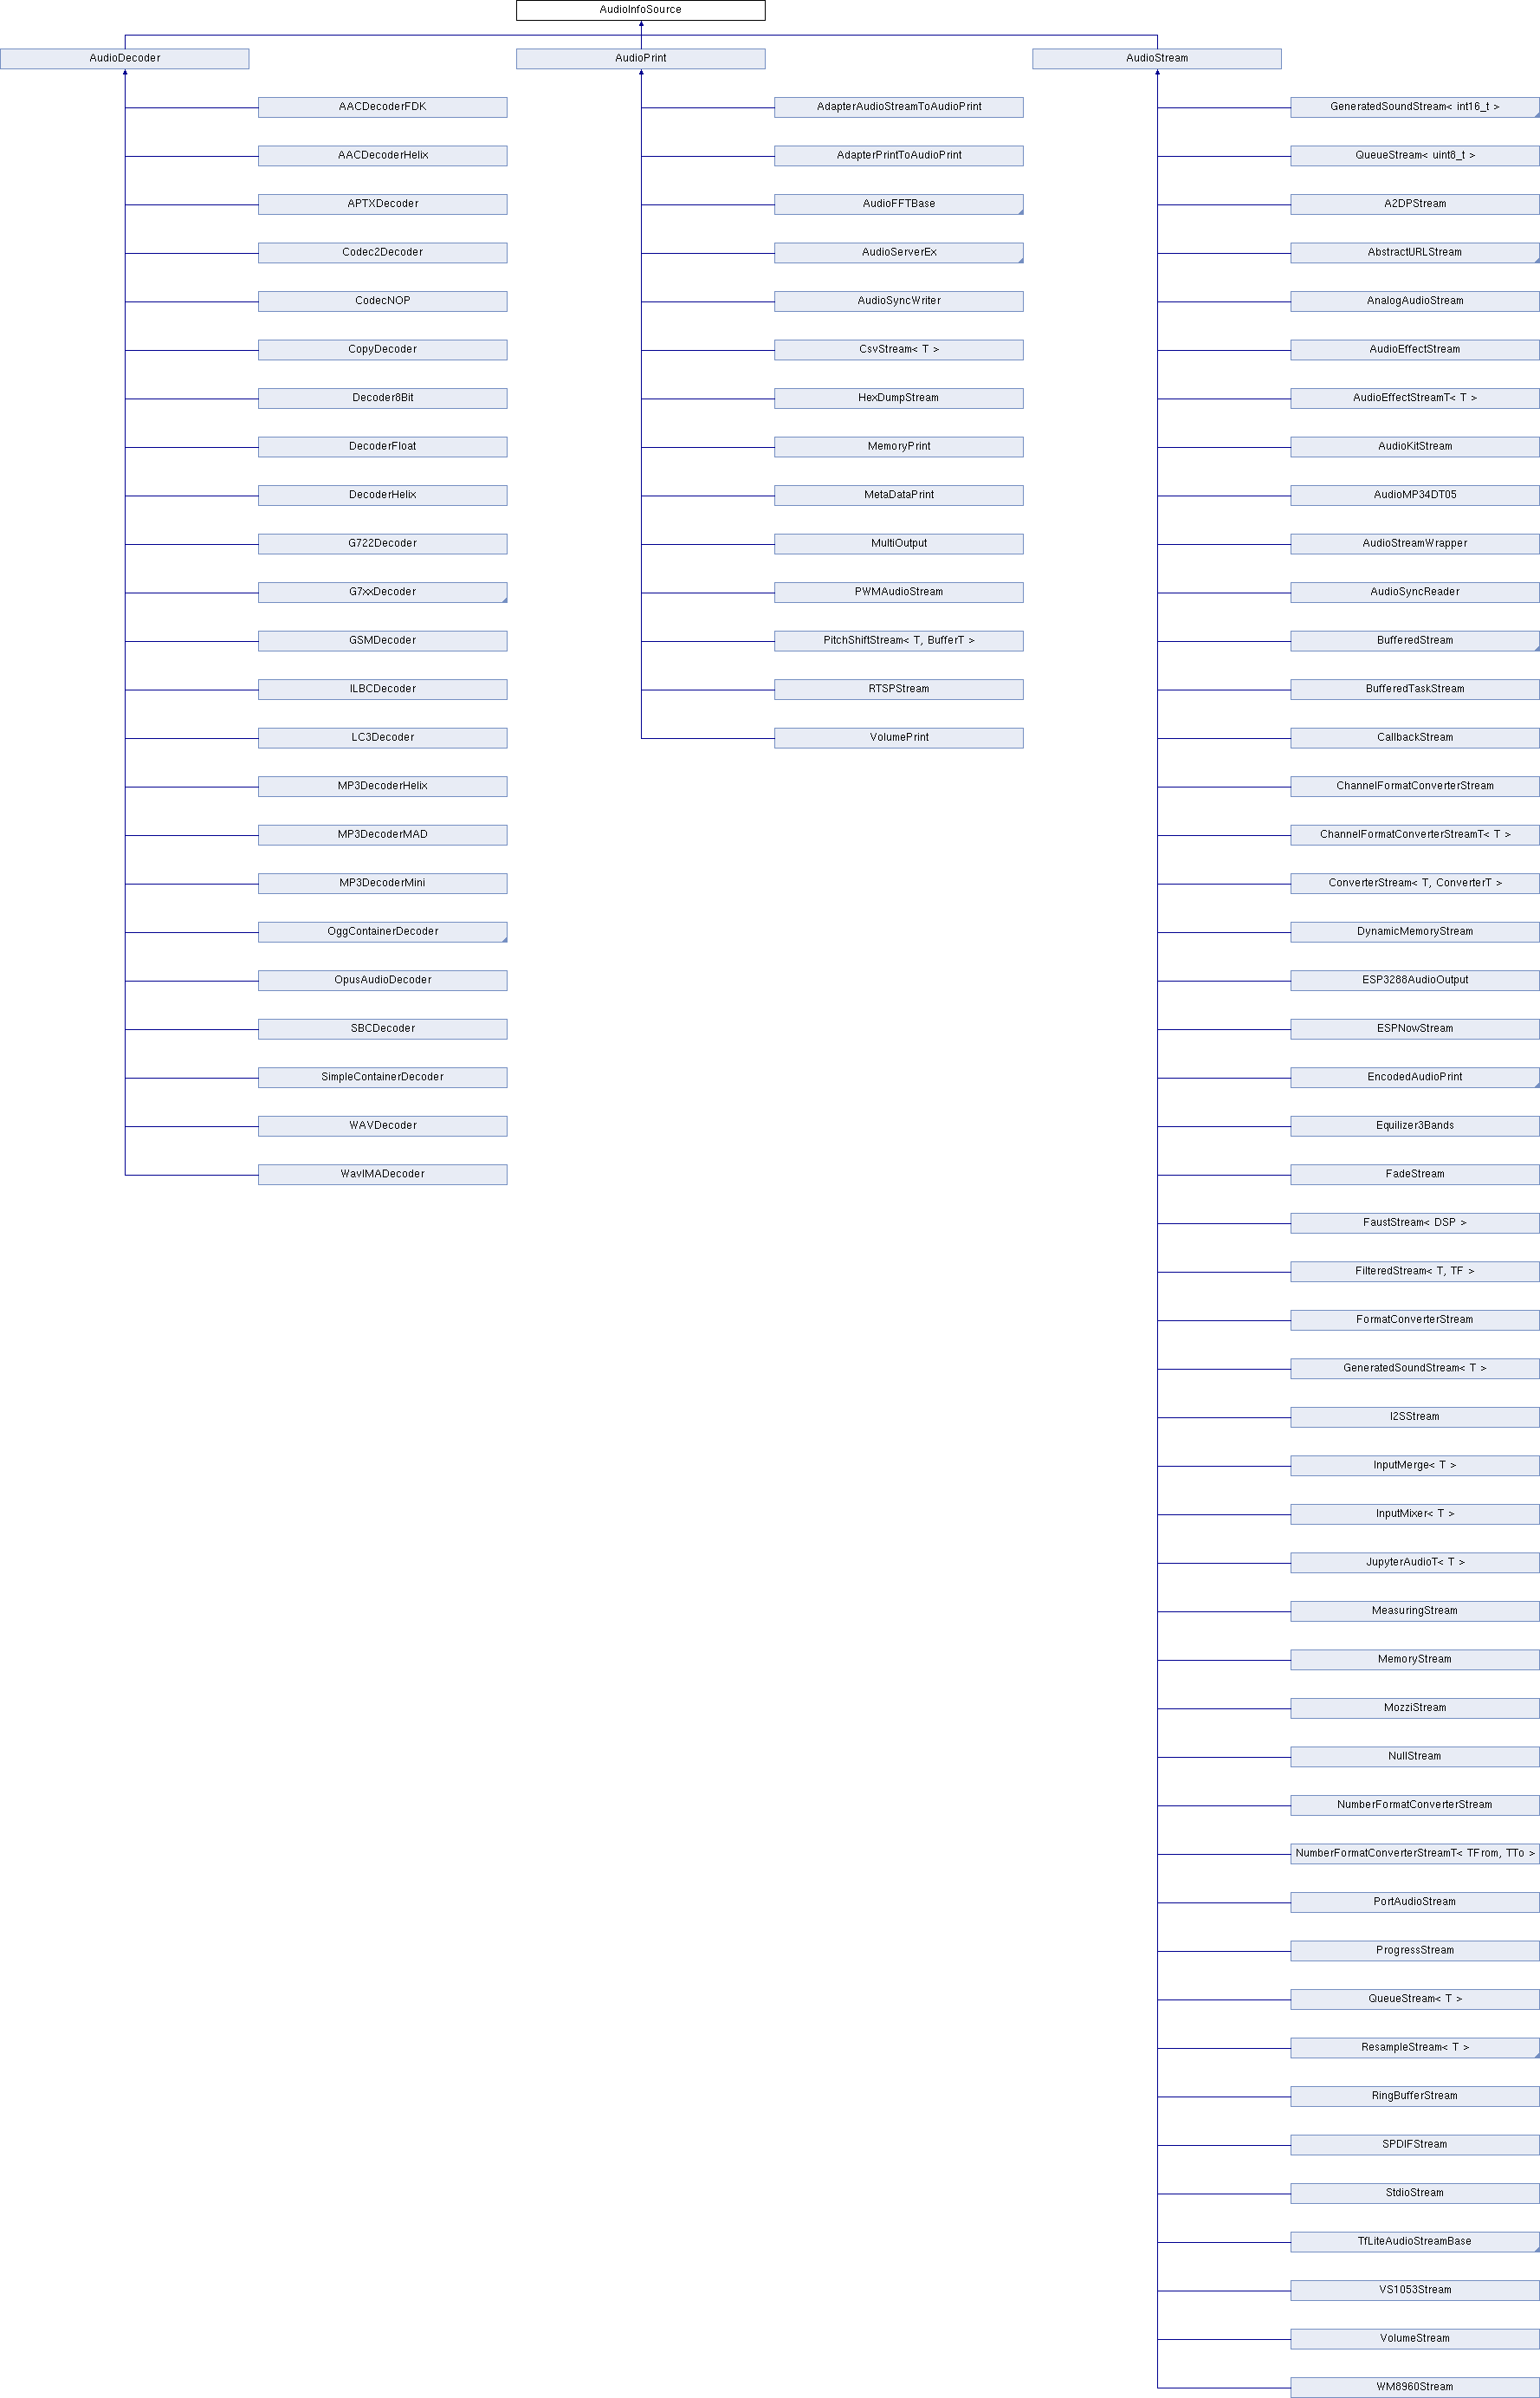 AudioInfoSource
AudioDecoder AudioPrint AudioStream
AACDecoderFDK AdapterAudioStreamToAudioPrint GeneratedSoundStream< int16_t >
AACDecoderHelix AdapterPrintToAudioPrint QueueStream< uint8_t >
APTXDecoder AudioFFTBase A2DPStream
Codec2Decoder AudioServerEx AbstractURLStream
CodecNOP AudioSyncWriter AnalogAudioStream
CopyDecoder CsvStream< T > AudioEffectStream
Decoder8Bit HexDumpStream AudioEffectStreamT< T >
DecoderFloat MemoryPrint AudioKitStream
DecoderHelix MetaDataPrint AudioMP34DT05
G722Decoder MultiOutput AudioStreamWrapper
G7xxDecoder PWMAudioStream AudioSyncReader
GSMDecoder PitchShiftStream< T, BufferT > BufferedStream
ILBCDecoder RTSPStream BufferedTaskStream
LC3Decoder VolumePrint CallbackStream
MP3DecoderHelix ChannelFormatConverterStream
MP3DecoderMAD ChannelFormatConverterStreamT< T >
MP3DecoderMini ConverterStream< T, ConverterT >
OggContainerDecoder DynamicMemoryStream
OpusAudioDecoder ESP3288AudioOutput
SBCDecoder ESPNowStream
SimpleContainerDecoder EncodedAudioPrint
WAVDecoder Equilizer3Bands
WavIMADecoder FadeStream
FaustStream< DSP >
FilteredStream< T, TF >
FormatConverterStream
GeneratedSoundStream< T >
I2SStream
InputMerge< T >
InputMixer< T >
JupyterAudioT< T >
MeasuringStream
MemoryStream
MozziStream
NullStream
NumberFormatConverterStream
NumberFormatConverterStreamT< TFrom, TTo >
PortAudioStream
ProgressStream
QueueStream< T >
ResampleStream< T >
RingBufferStream
SPDIFStream
StdioStream
TfLiteAudioStreamBase
VS1053Stream
VolumeStream
WM8960Stream